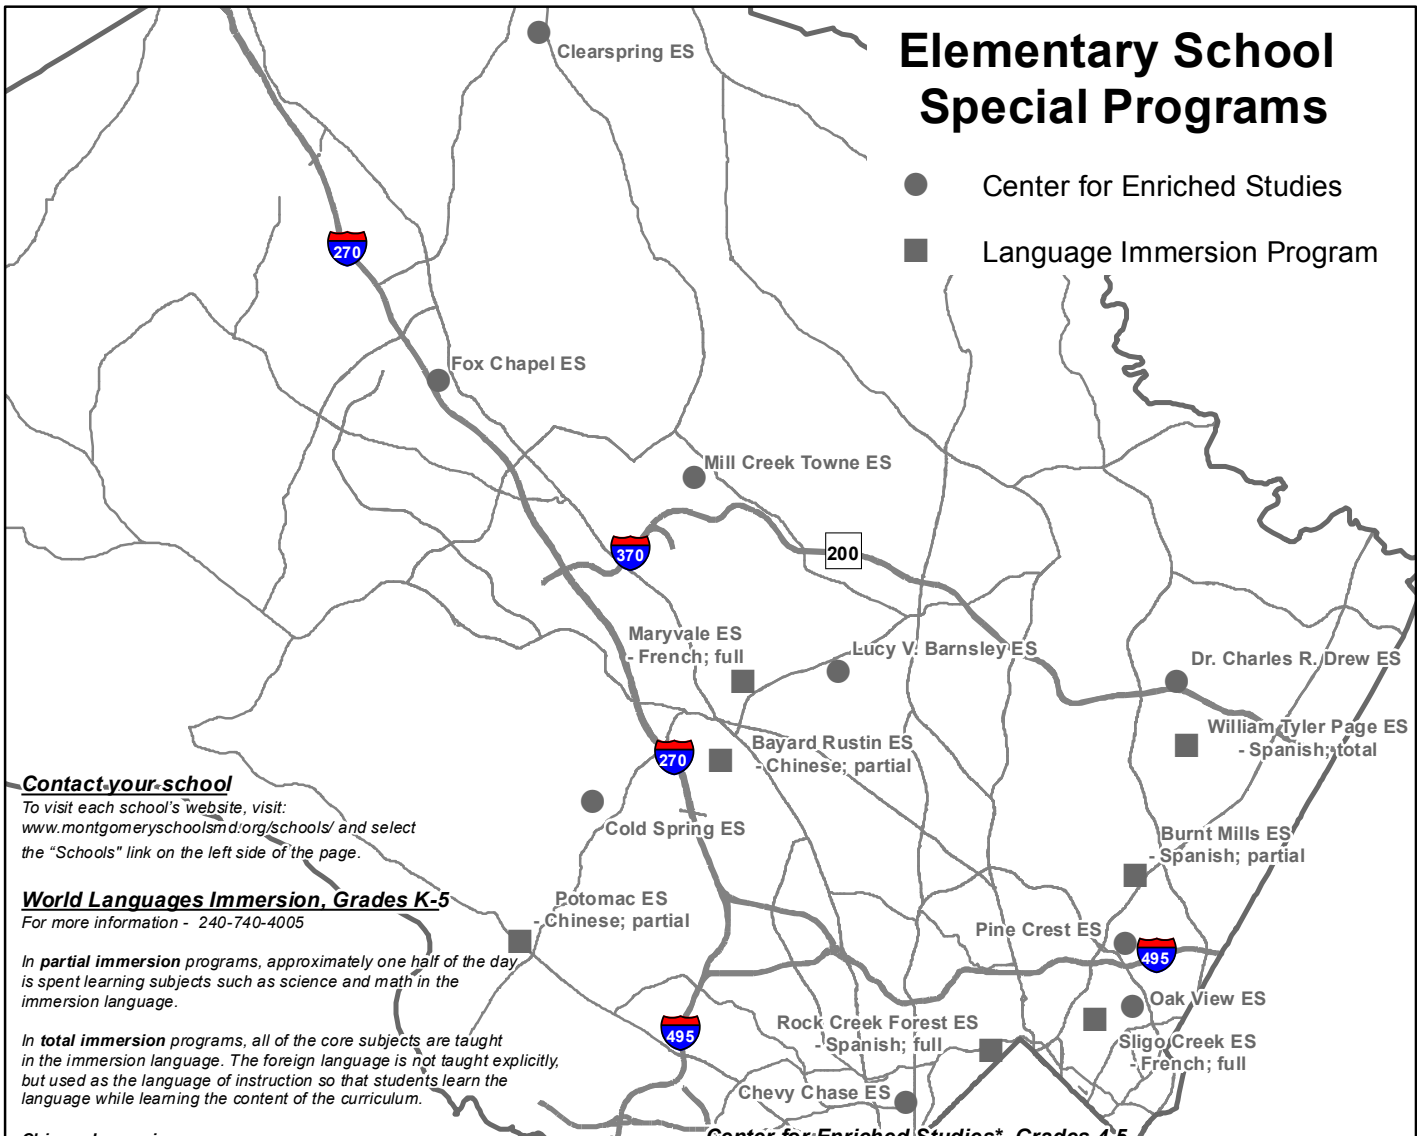 Elementary School
Special Programs
Center for Enriched Studies
Language Immersion Program
Clearspring ES
270
Fox Chapel ES
Mill Creek Towne ES
370
200
Maryvale ES
- French; full
Lucy V. Barnsley ES
Dr. Charles R. Drew ES
William Tyler Page ES
- Spanish; total
Bayard Rustin ES
- Chinese; partial
270
Cold Spring ES
Burnt Mills ES
- Spanish; partial
Potomac ES
- Chinese; partial
Pine Crest ES
495
Oak View ES
Rock Creek Forest ES
- Spanish; full
495
Sligo Creek ES
- French; full
Chevy Chase ES
Contact your school
To visit each school's website, visit:
www.montgomeryschoolsmd.org/schools/ and select
the “Schools" link on the left side of the page.
World Languages Immersion, Grades K-5
For more information - 240-740-4005
In partial immersion programs, approximately one half of the day
is spent learning subjects such as science and math in the
immersion language.
In total immersion programs, all of the core subjects are taught
in the immersion language. The foreign language is not taught explicitly,
but used as the language of instruction so that students learn the
language while learning the content of the curriculum.
Center for Enriched Studies*, Grades 4-5